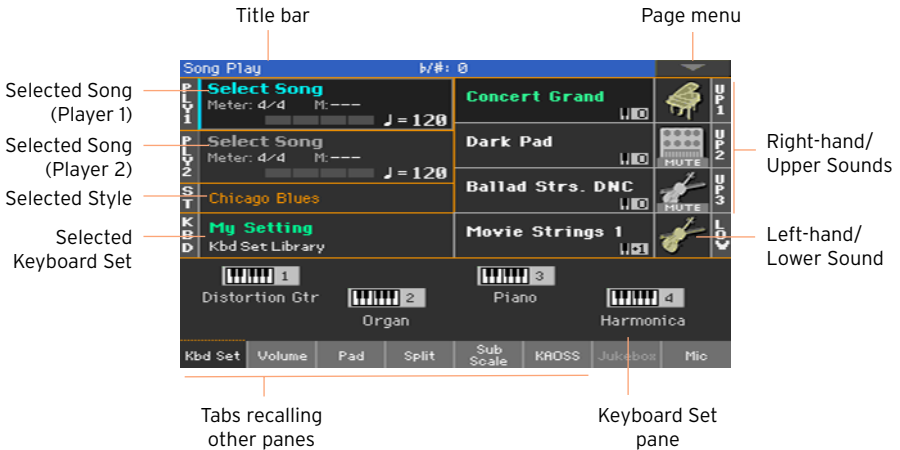 Title bar
Page menu
Song Play
♭/#: 0
Selected Song
(Player 1)
PLY1
Select Song
Meter: 4/4 M:---
♩=120
Selected Song
(Player 2)
PLY2
Select Song
Meter: 4/4 M:---
♩=120
Selected Style
ST
Chicago Blues
Selected
Keyboard Set
KBD
My Setting
Kbd Set Library
Concert Grand
0
UP1
Dark Pad
0
MUTE
UP2
Ballad Strs. DNC
0
MUTE
UP3
Movie Strings 1
+1
LOW
Right-hand/
Upper Sounds
Left-hand/
Lower Sound
1
Distortion Gtr
2
Organ
3
Piano
4
Harmonica
Kbd Set
Volume
Pad
Split
Sub
Scale
KAOSS
Jukebox
Mic
Tabs recalling
other panes
Keyboard Set
pane